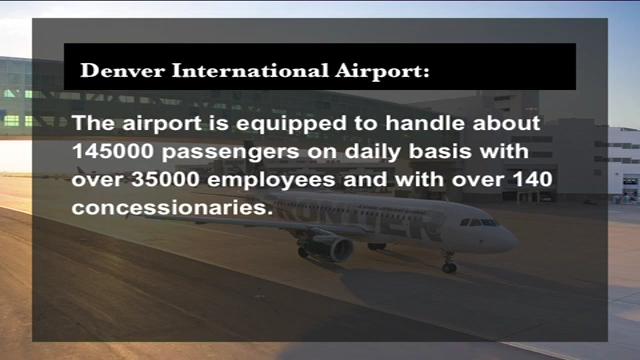 Denver International Airport:
The airport is equipped to handle about
145000 passengers on daily basis with
over 35000 employees and with over 140
concessionaries.
FRONTIER